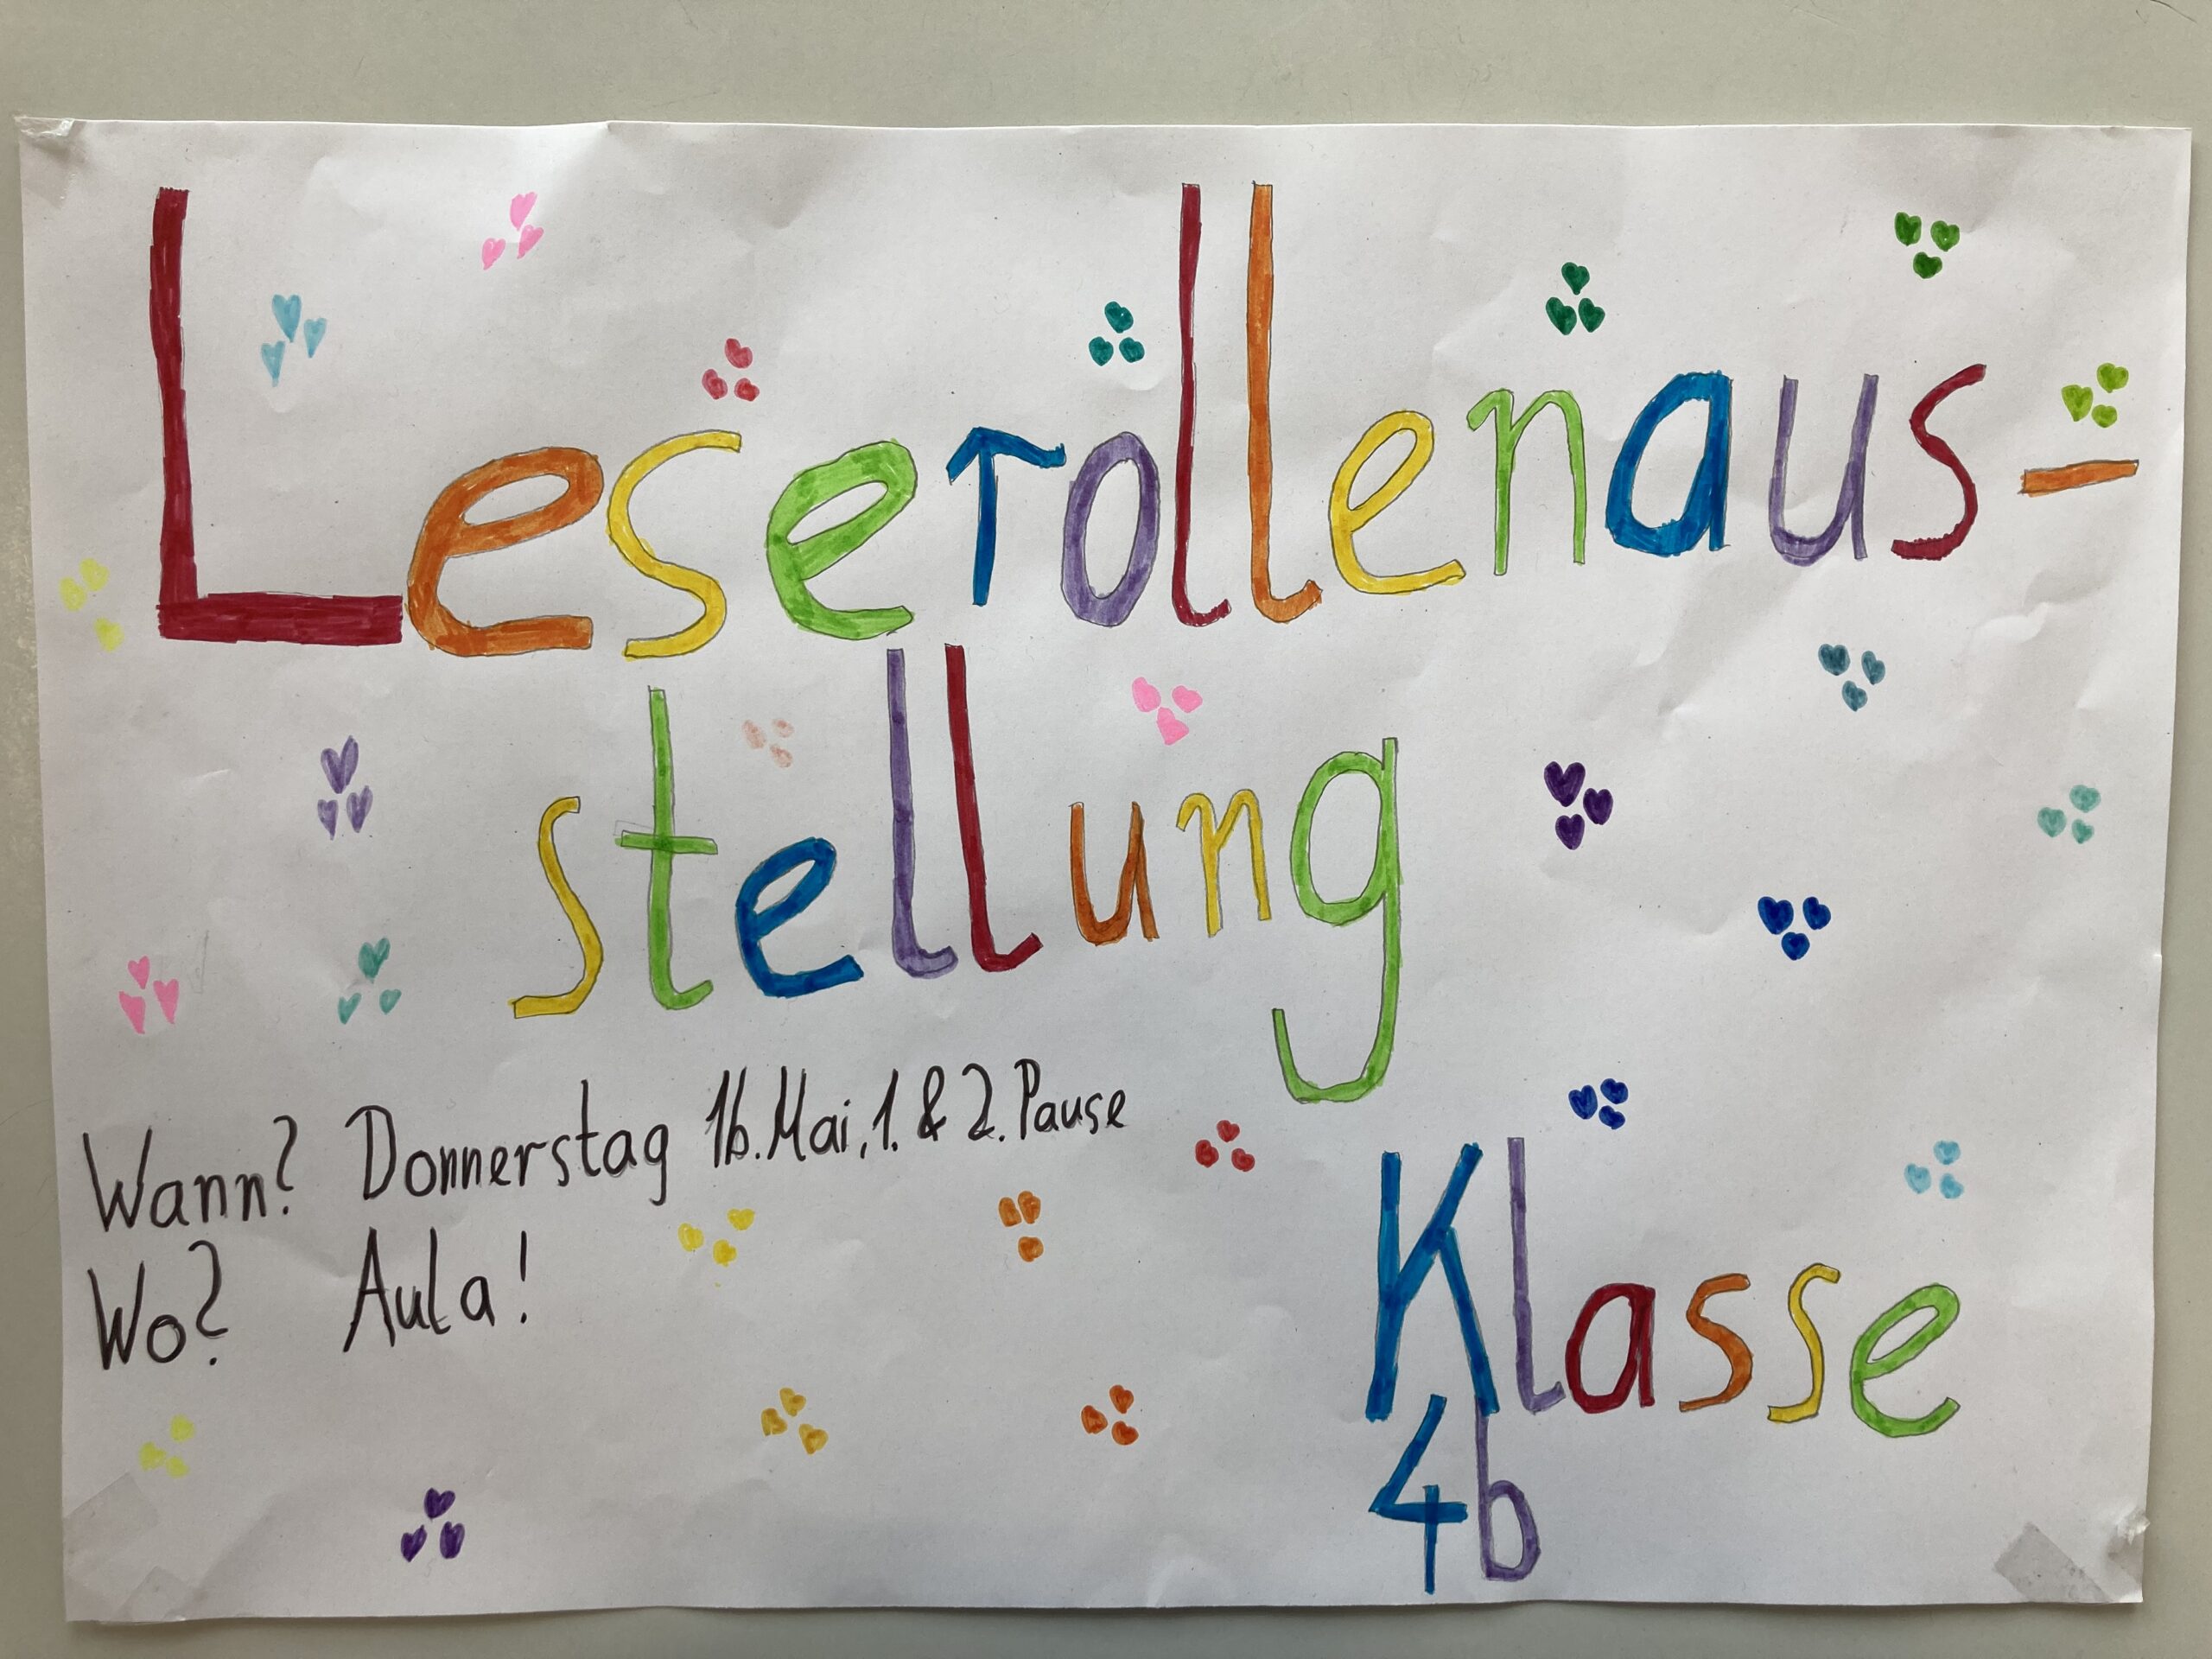 Leserollenaus-
stellung
Wann? Donnerstag 16. Mai, 1. & 2. Pause
Wo? Aula!
Klasse
4b